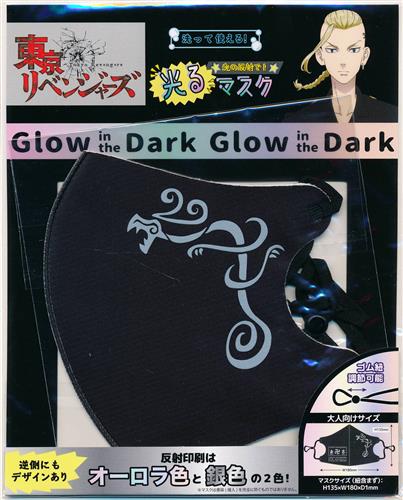 洗って使える!
東京
Tokyo Revengers
リベンジャーズ
光の反射で!
光るマスク
Glow in the Dark Glow in the Dark
ゴム紐
調節可能
大人向けサイズ
マスクサイズ(紐含まず):
H135×W180×D1mm
逆側にも
デザインあり
反射印刷は
オーロラ色と銀色の2色!